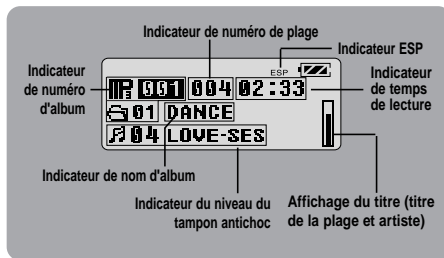 Indicateur de numéro de plage
Indicateur ESP
Indicateur
de numéro
d'album
ESP
001 004 02:33
01 DANCE
04 LOVE-SES
Indicateur
de temps
de lecture
Indicateur de nom d'album
Indicateur du niveau du
tampon antichoc
Affichage du titre (titre
de la plage et artiste)